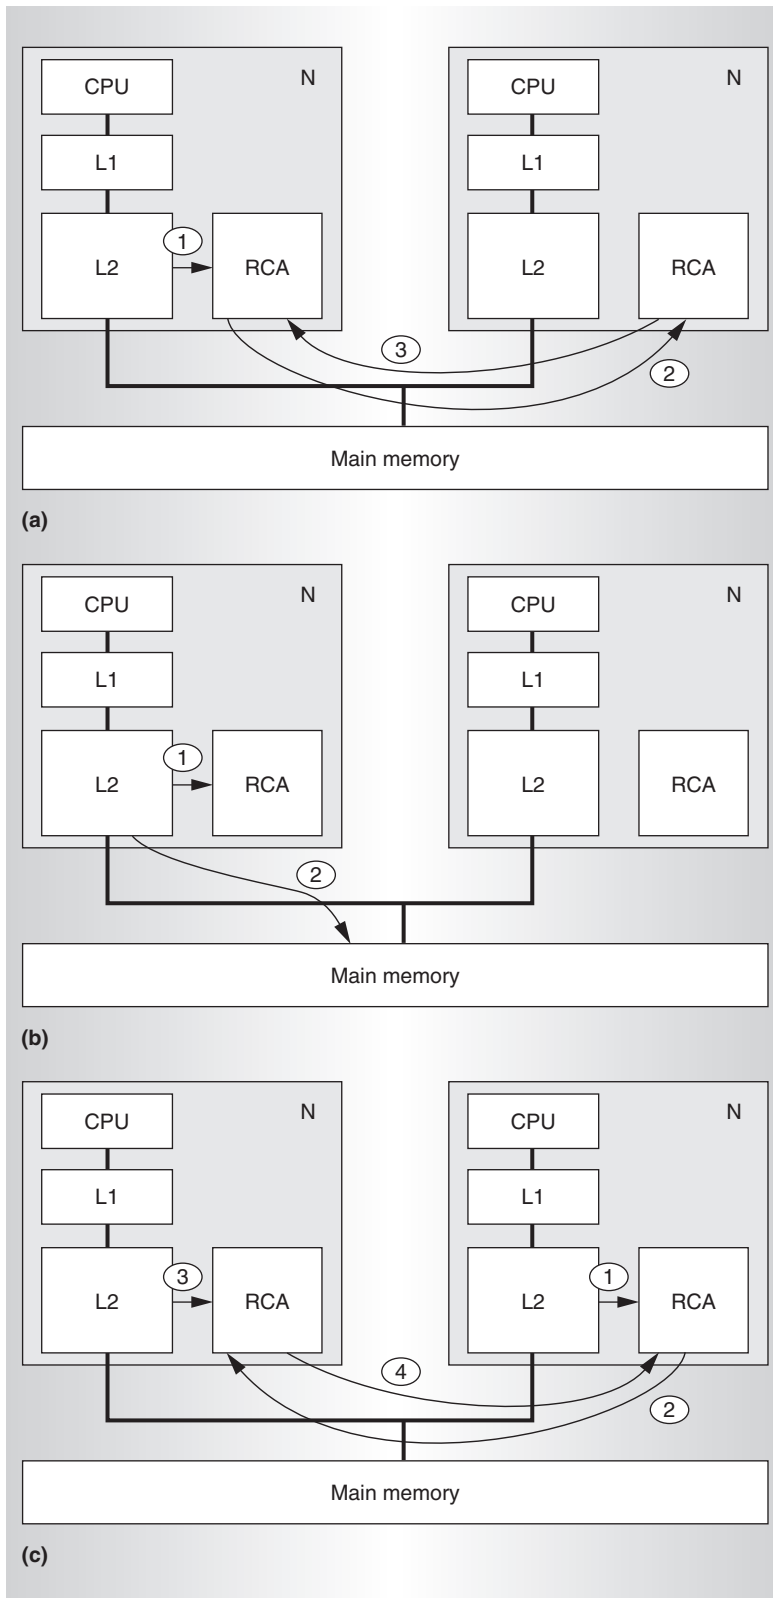 CPU N CPU N
L1 L1
1
L2 RCA L2 RCA
3
2
Main memory
(a)
CPU N CPU N
L1 L1
1
L2 RCA L2 RCA
2
Main memory
(b)
CPU N CPU N
L1 L1
3 1
L2 RCA L2 RCA
4
2
Main memory
(c)